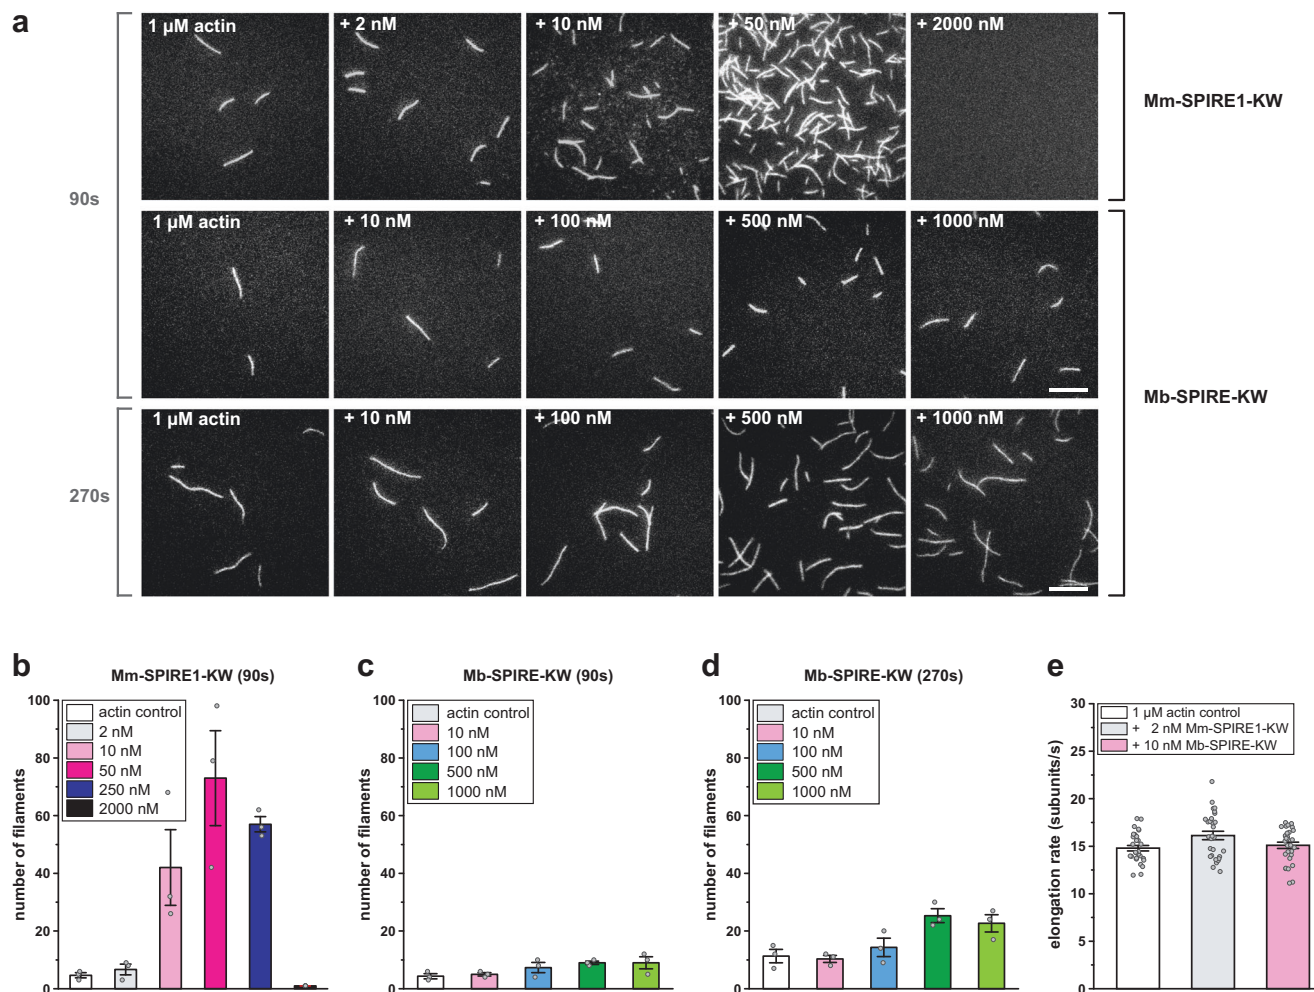 a
1 µM actin
+ 2 nM
+ 10 nM
+ 50 nM
+ 2000 nM
Mm-SPIRE1-KW
90s
1 µM actin
+ 10 nM
+ 100 nM
+ 500 nM
+ 1000 nM
Mb-SPIRE-KW
270s
1 µM actin
+ 10 nM
+ 100 nM
+ 500 nM
+ 1000 nM
b
Mm-SPIRE1-KW (90s)
number of filaments
100
80
60
40
20
0
actin control
2 nM
10 nM
50 nM
250 nM
2000 nM
c
Mb-SPIRE-KW (90s)
number of filaments
100
80
60
40
20
0
actin control
10 nM
100 nM
500 nM
1000 nM
d
Mb-SPIRE-KW (270s)
number of filaments
100
80
60
40
20
0
actin control
10 nM
100 nM
500 nM
1000 nM
e
elongation rate (subunits/s)
30
25
20
15
10
5
0
1 µM actin control
+ 2 nM Mm-SPIRE1-KW
+ 10 nM Mb-SPIRE-KW